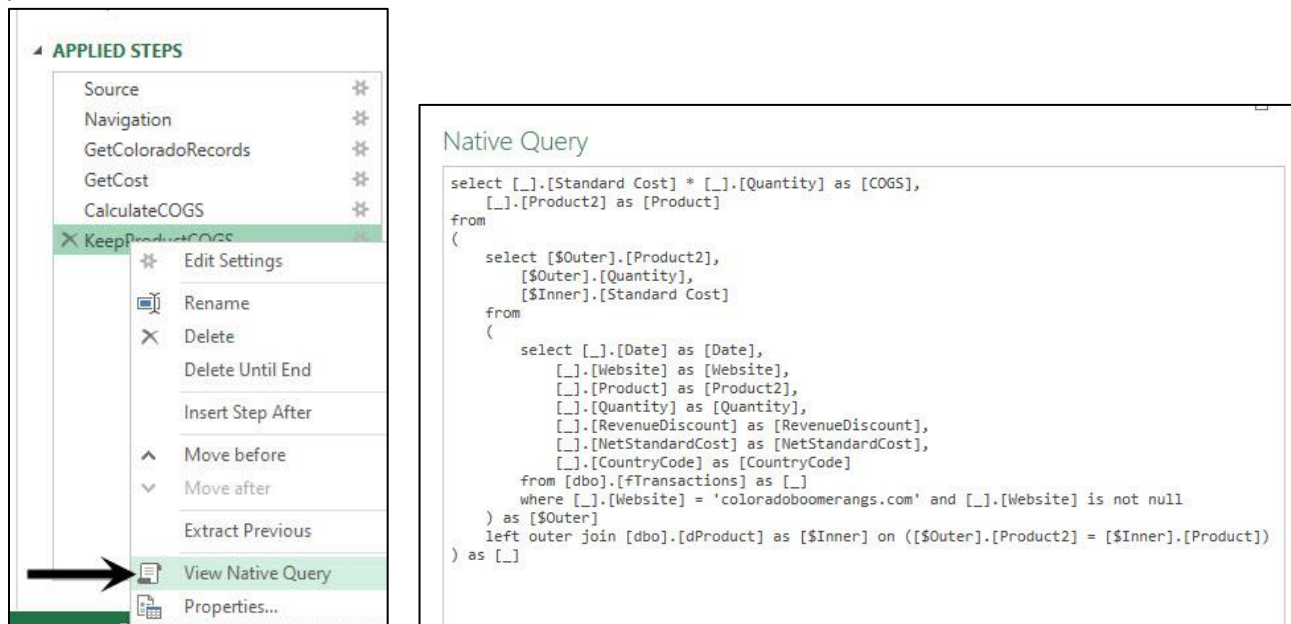 APPLIED STEPS
Source
Navigation
GetColoradoRecords
GetCost
CalculateCOGS
KeepProductCOGS
Edit Settings
Rename
Delete
Delete Until End
Insert Step After
Move before
Move after
Extract Previous
View Native Query
Properties...
Native Query
select [_].[Standard Cost] * [_].[Quantity] as [COGS],
[_].[Product2] as [Product]
from
(
select [$Outer].[Product2],
[$Outer].[Quantity],
[$Inner].[Standard Cost]
from
(
select [_].[Date] as [Date],
[_].[Website] as [Website],
[_].[Product] as [Product2],
[_].[Quantity] as [Quantity],
[_].[RevenueDiscount] as [RevenueDiscount],
[_].[NetStandardCost] as [NetStandardCost],
[_].[CountryCode] as [CountryCode]
from [dbo].[fTransactions] as [_]
where [_].[Website] = 'coloradoboomerangs.com' and [_].[Website] is not null
) as [$Outer]
left outer join [dbo].[dProduct] as [$Inner] on ([$Outer].[Product2] = [$Inner].[Product])
) as [_]